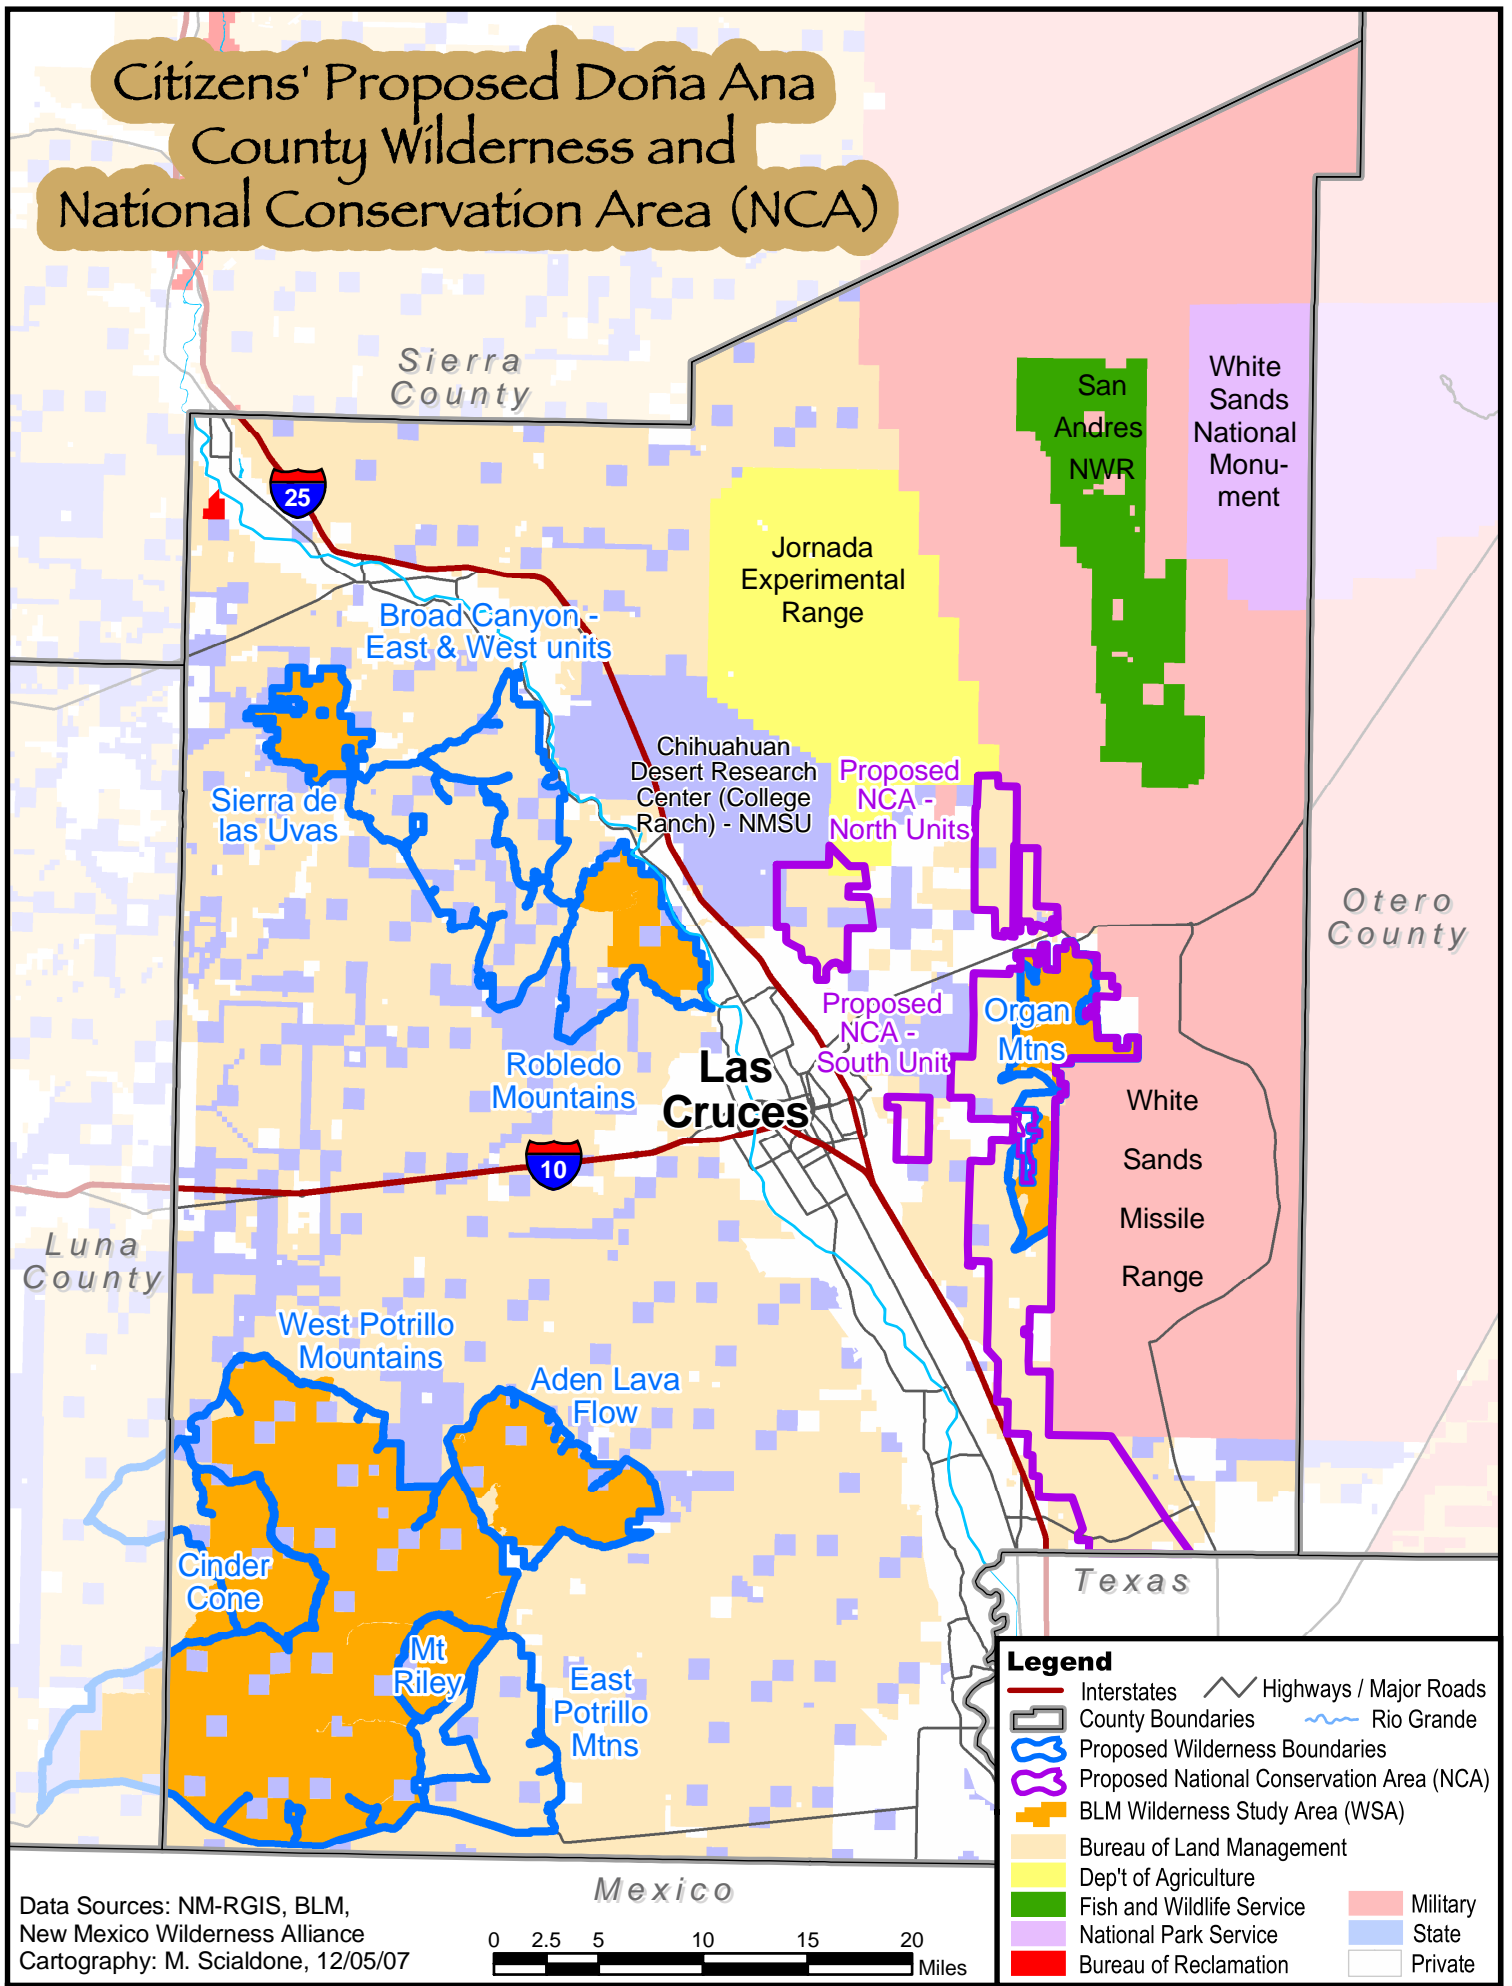 Citizens' Proposed Doña Ana
County Wilderness and
National Conservation Area (NCA)
Sierra
County
25
San
Andres
NWR
White
Sands
National
Monu-
ment
Jornada
Experimental
Range
Broad Canyon -
East & West units
Chihuahuan
Desert Research
Center (College
Ranch) - NMSU
Proposed
NCA -
North Units
Sierra de
las Uvas
Otero
County
Proposed
NCA -
South Unit
Organ
Mtns
Robledo
Mountains
Las
Cruces
White
Sands
Missile
Range
10
Luna
County
West Potrillo
Mountains
Aden Lava
Flow
Cinder
Cone
Texas
Mt
Riley
East
Potrillo
Mtns
Mexico
Legend
Interstates
Highways / Major Roads
County Boundaries
Rio Grande
Proposed Wilderness Boundaries
Proposed National Conservation Area (NCA)
BLM Wilderness Study Area (WSA)
Bureau of Land Management
Dep't of Agriculture
Fish and Wildlife Service
Military
National Park Service
State
Bureau of Reclamation
Private
Data Sources: NM-RGIS, BLM,
New Mexico Wilderness Alliance
Cartography: M. Scialdone, 12/05/07
0 2.5 5 10 15 20
Miles